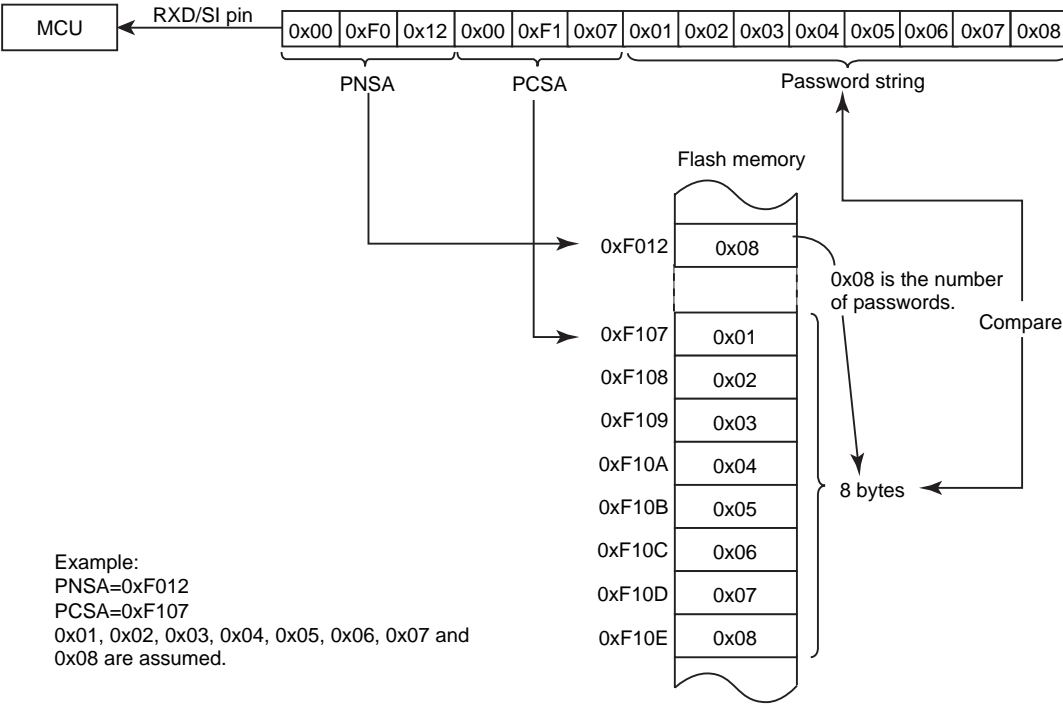 MCU
RXD/SI pin
0x00 0xF0 0x12 0x00 0xF1 0x07 0x01 0x02 0x03 0x04 0x05 0x06 0x07 0x08
PNSA PCSA Password string
Flash memory
0xF012 0x08
0x08 is the number
of passwords.
Compare
0xF107 0x01
0xF108 0x02
0xF109 0x03
0xF10A 0x04
8 bytes
0xF10B 0x05
0xF10C 0x06
0xF10D 0x07
0xF10E 0x08
Example:
PNSA=0xF012
PCSA=0xF107
0x01, 0x02, 0x03, 0x04, 0x05, 0x06, 0x07 and
0x08 are assumed.